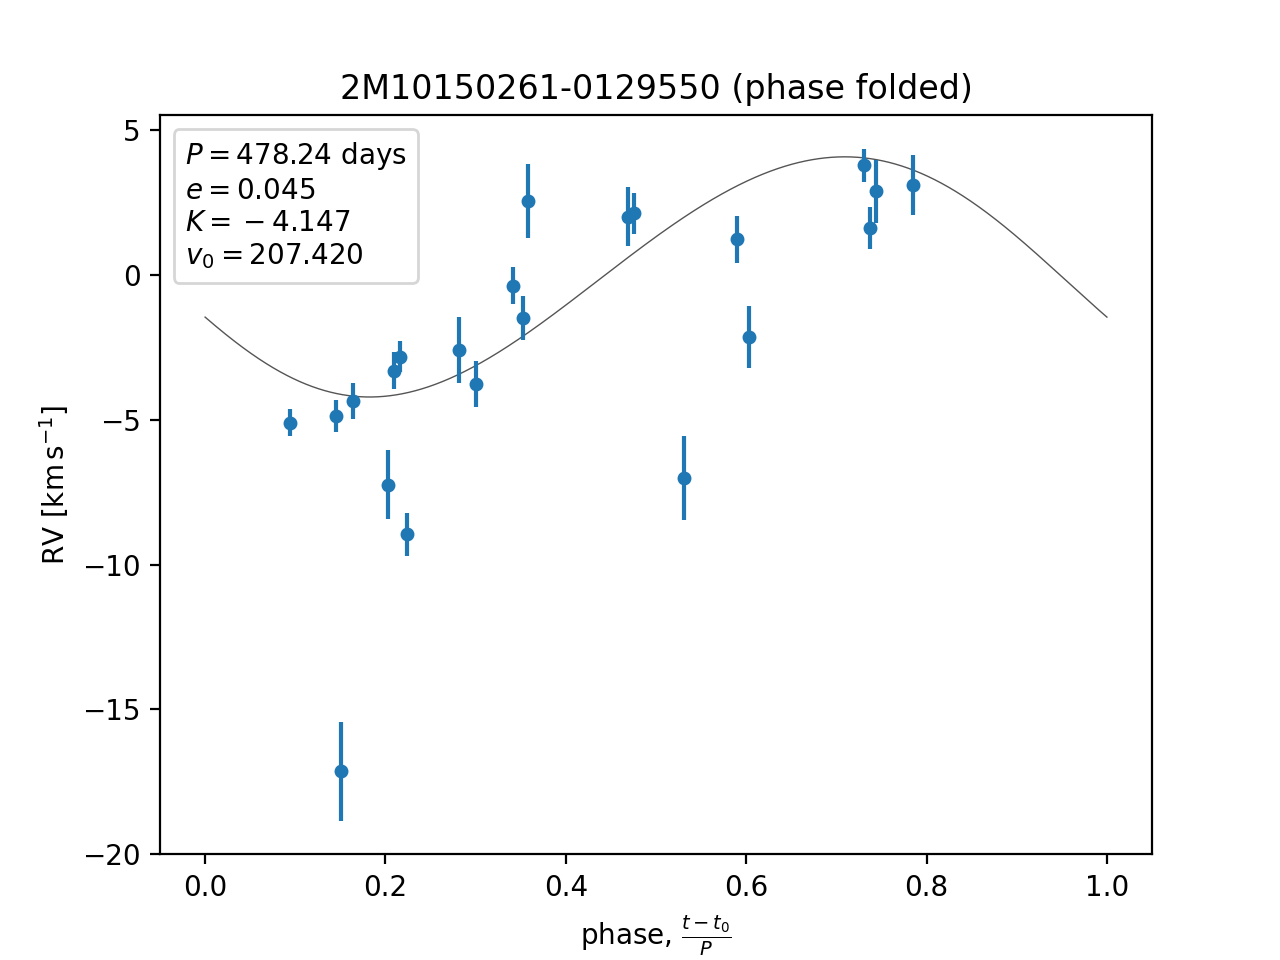 2M10150261-0129550 (phase folded)
P = 478.24 days
e = 0.045
K = −4.147
v₀ = 207.420
5
0
−5
−10
−15
−20
RV [km s⁻¹]
0.0 0.2 0.4 0.6 0.8 1.0
phase, (t − t₀)/P